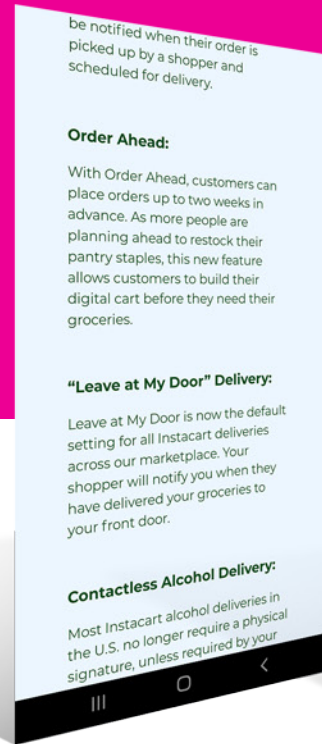 be notified when their order is
picked up by a shopper and
scheduled for delivery.
Order Ahead:
With Order Ahead, customers can
place orders up to two weeks in
advance. As more people are
planning ahead to restock their
pantry staples, this new feature
allows customers to build their
digital cart before they need their
groceries.
“Leave at My Door” Delivery:
Leave at My Door is now the default
setting for all Instacart deliveries
across our marketplace. Your
shopper will notify you when they
have delivered your groceries to
your front door.
Contactless Alcohol Delivery:
Most Instacart alcohol deliveries in
the U.S. no longer require a physical
signature, unless required by your